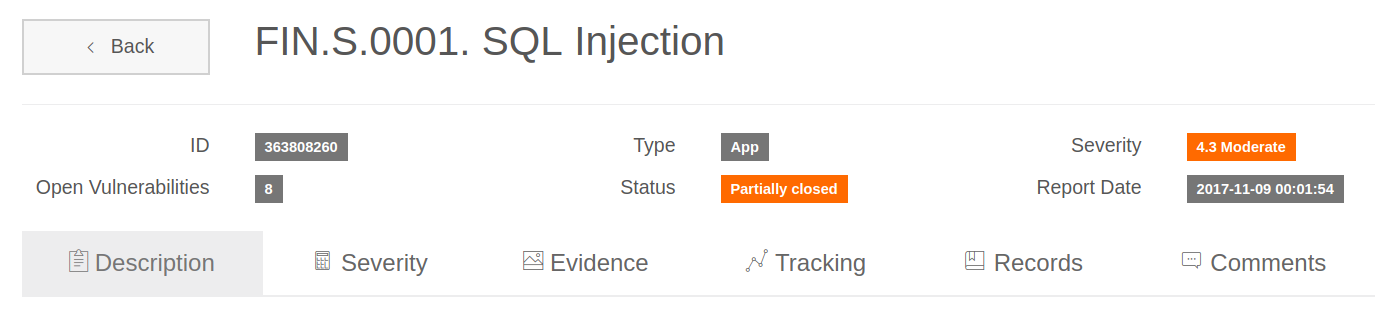 Back
FIN.S.0001. SQL Injection
ID 363808260 Type App Severity 4.3 Moderate
Open Vulnerabilities 8 Status Partially closed Report Date 2017-11-09 00:01:54
Description Severity Evidence Tracking Records Comments